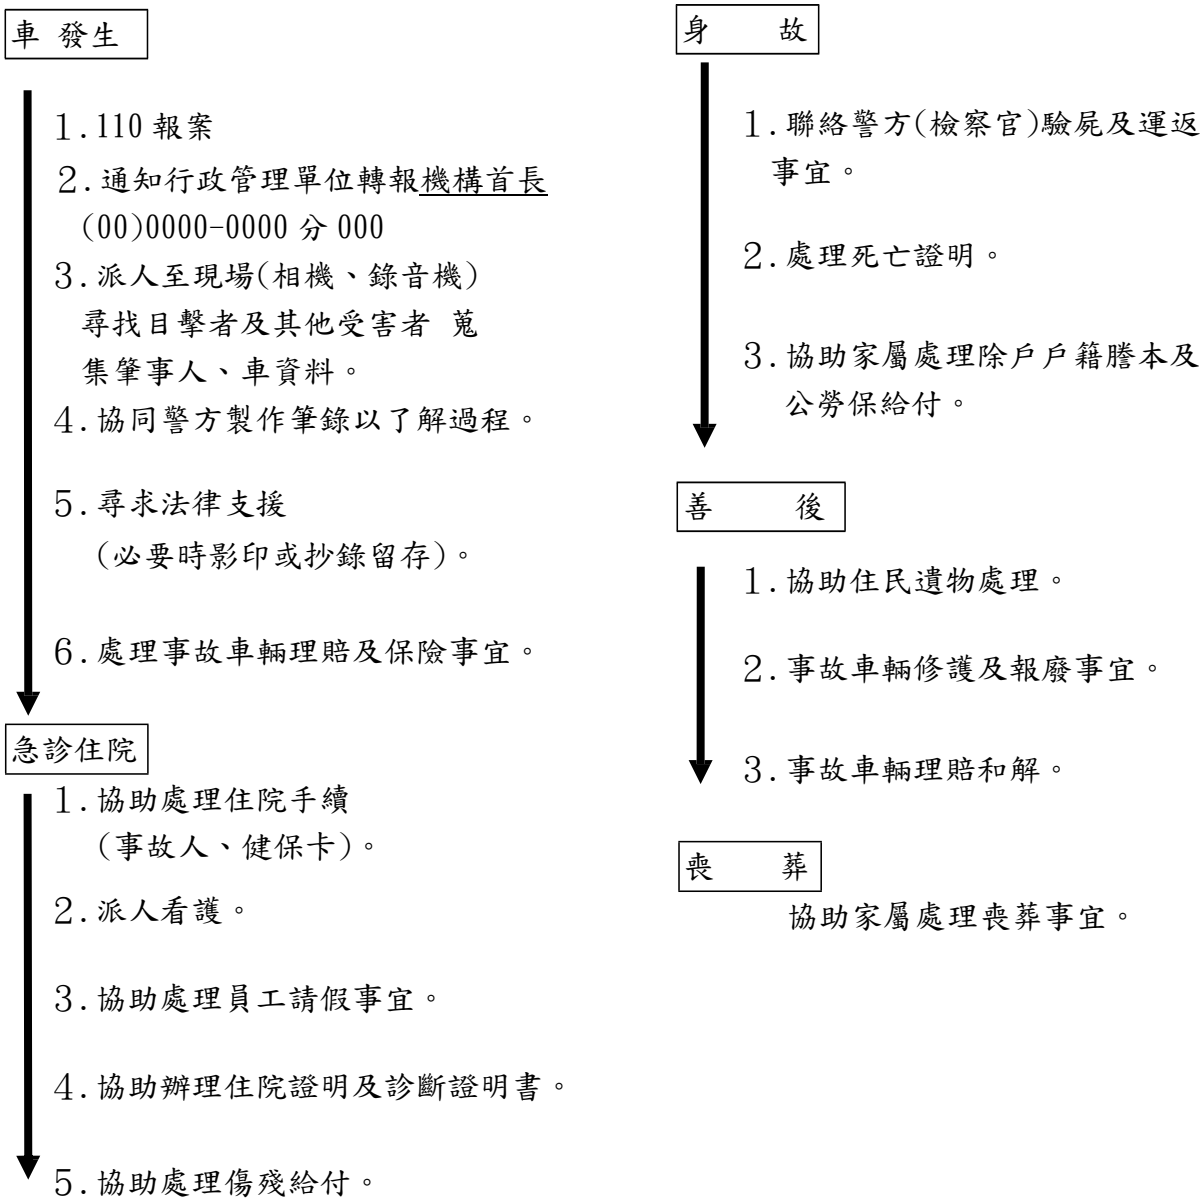 車 發生
1.110 報案
2.通知行政管理單位轉報機構首長
(00)0000-0000 分 000
3.派人至現場(相機、錄音機)
尋找目擊者及其他受害者 蒐
集肇事人、車資料。
4.協同警方製作筆錄以了解過程。
5.尋求法律支援
(必要時影印或抄錄留存)。
6.處理事故車輛理賠及保險事宜。
急診住院
1.協助處理住院手續
(事故人、健保卡)。
2.派人看護。
3.協助處理員工請假事宜。
4.協助辦理住院證明及診斷證明書。
5.協助處理傷殘給付。
身 故
1.聯絡警方(檢察官)驗屍及運返
事宜。
2.處理死亡證明。
3.協助家屬處理除戶戶籍謄本及
公勞保給付。
善 後
1.協助住民遺物處理。
2.事故車輛修護及報廢事宜。
3.事故車輛理賠和解。
喪 葬
協助家屬處理喪葬事宜。